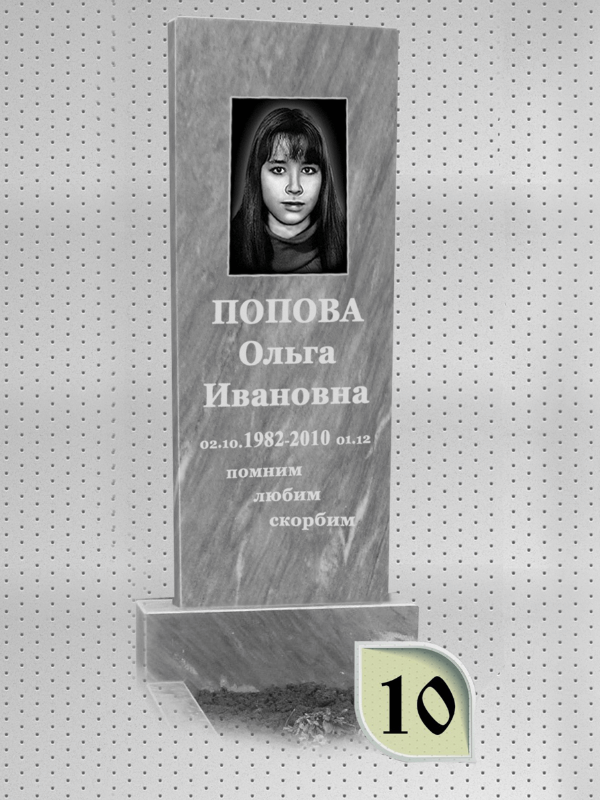 ПОПОВА
Ольга
Ивановна
02.10.1982-2010 01.12
помним
любим
скорбим
10